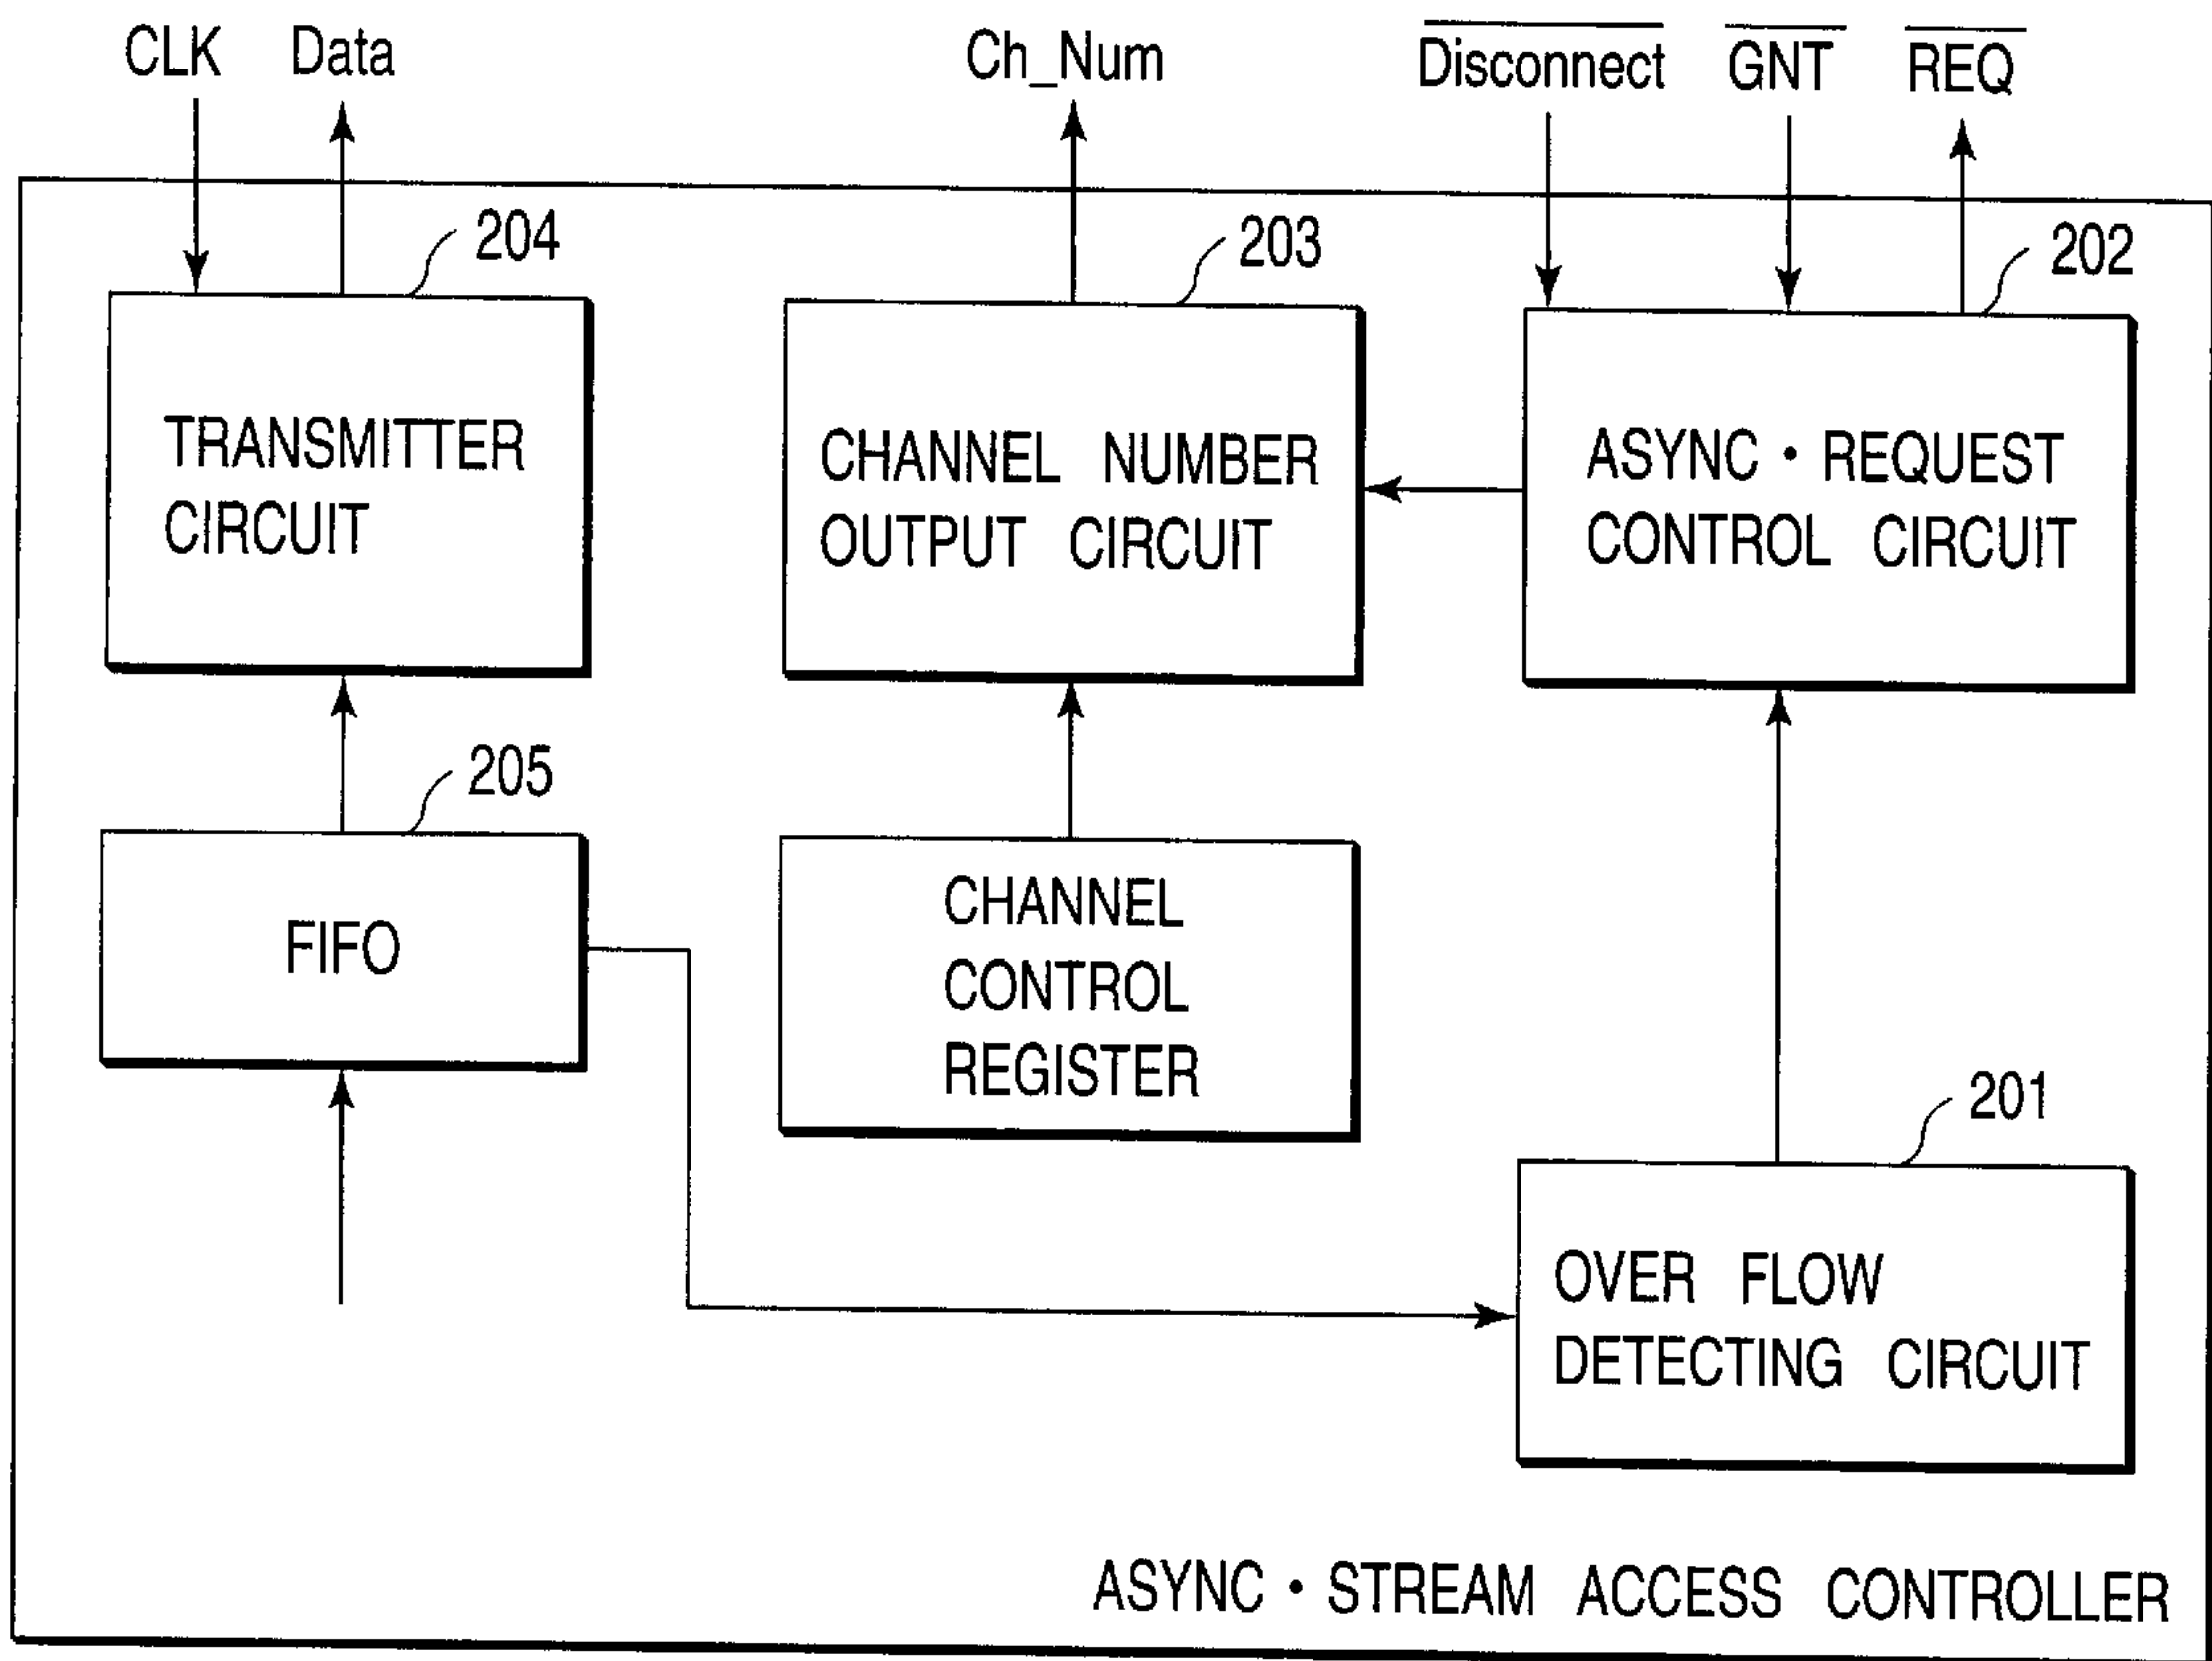 CLK Data Ch_Num Disconnect GNT REQ
204 203 202
TRANSMITTER
CIRCUIT
CHANNEL NUMBER
OUTPUT CIRCUIT
ASYNC・REQUEST
CONTROL CIRCUIT
205
FIFO
CHANNEL
CONTROL
REGISTER
201
OVER FLOW
DETECTING CIRCUIT
ASYNC・STREAM ACCESS CONTROLLER